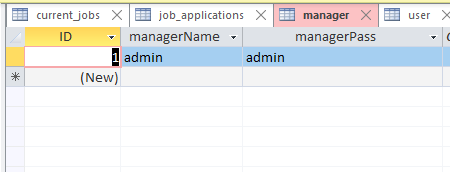 current_jobs job_applications manager user
ID managerName managerPass
1 admin admin
(New)